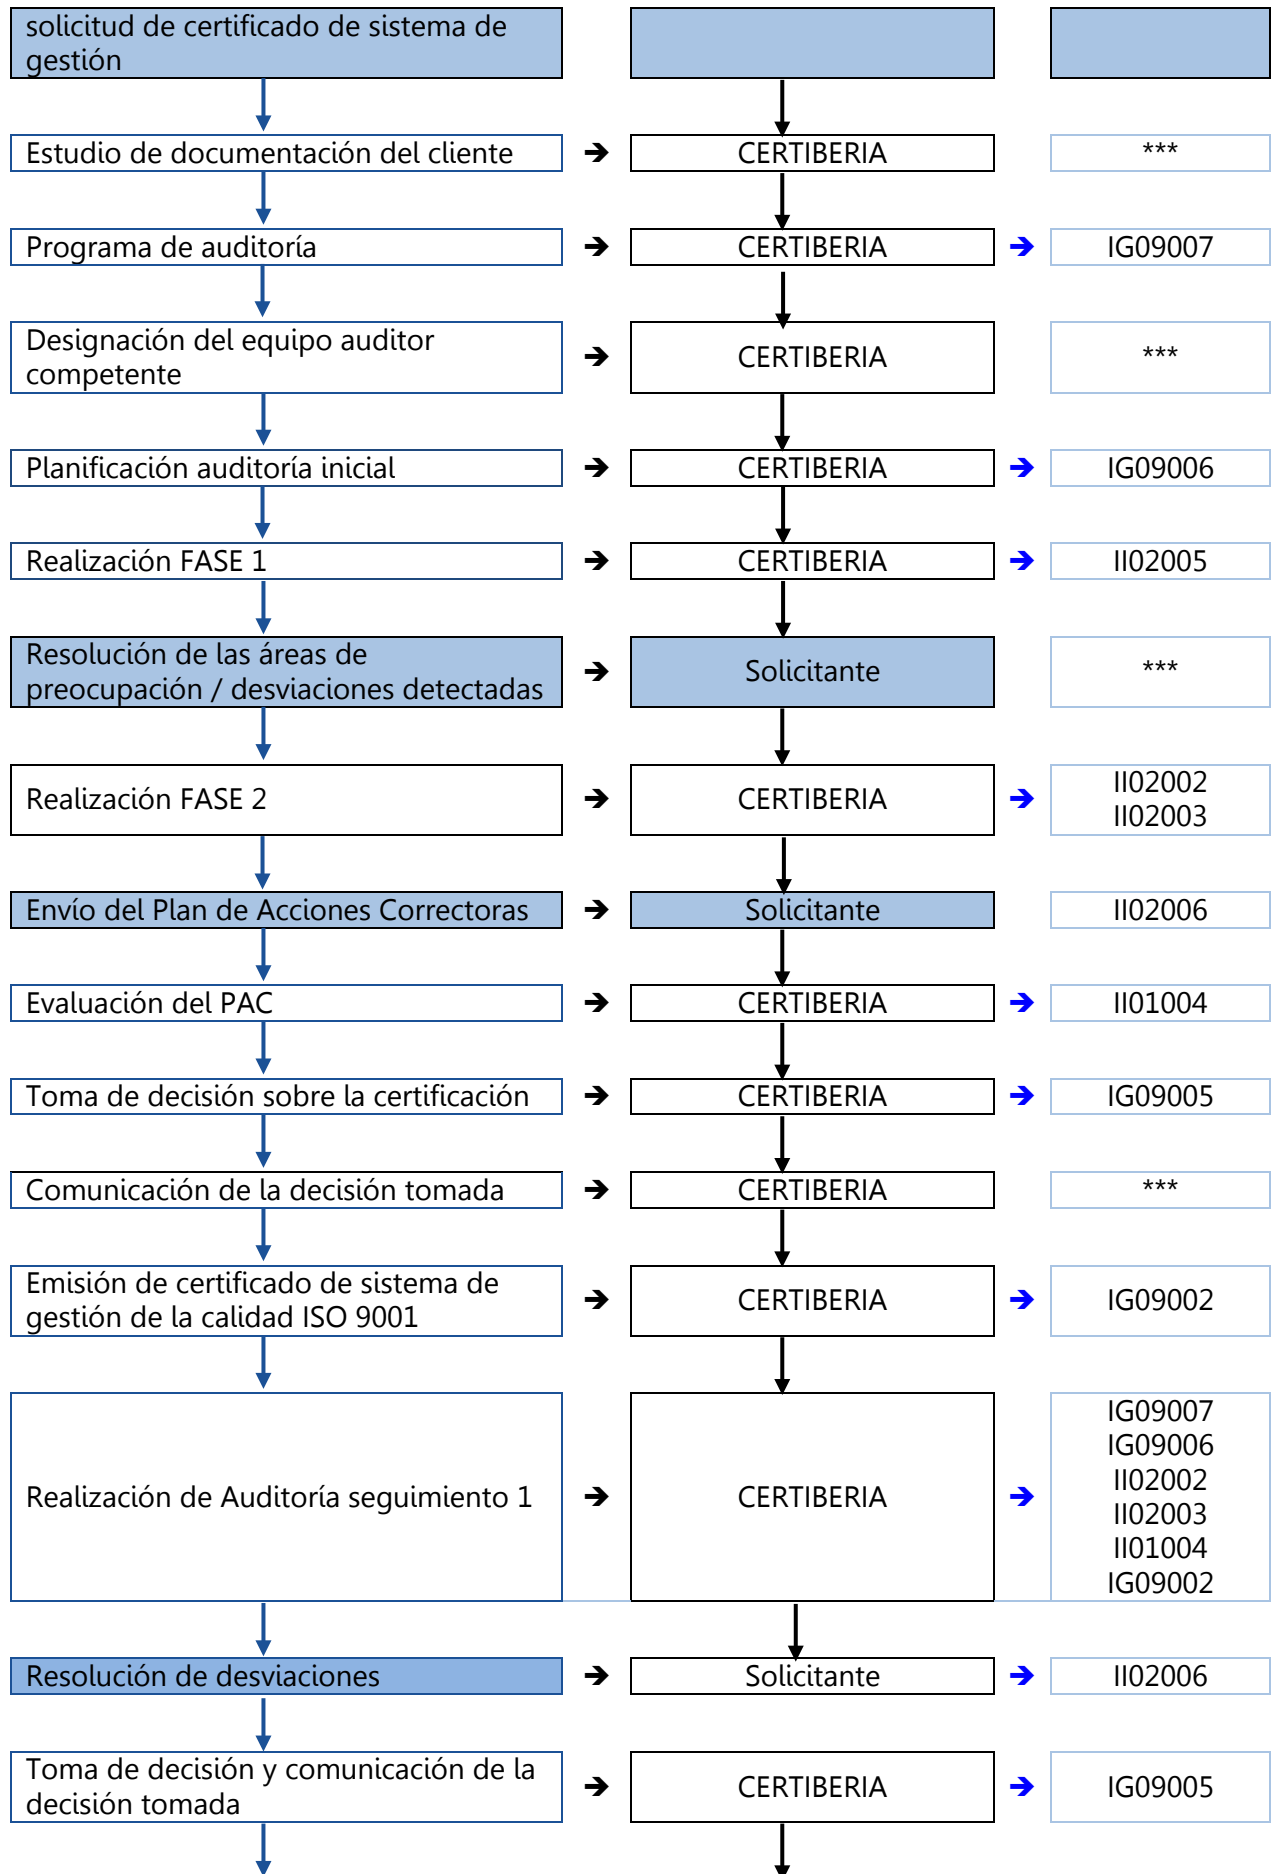 solicitud de certificado de sistema de
gestión
Estudio de documentación del cliente
CERTIBERIA
***
Programa de auditoría
CERTIBERIA
IG09007
Designación del equipo auditor
competente
CERTIBERIA
***
Planificación auditoría inicial
CERTIBERIA
IG09006
Realización FASE 1
CERTIBERIA
II02005
Resolución de las áreas de
preocupación / desviaciones detectadas
Solicitante
***
Realización FASE 2
CERTIBERIA
II02002
II02003
Envío del Plan de Acciones Correctoras
Solicitante
II02006
Evaluación del PAC
CERTIBERIA
II01004
Toma de decisión sobre la certificación
CERTIBERIA
IG09005
Comunicación de la decisión tomada
CERTIBERIA
***
Emisión de certificado de sistema de
gestión de la calidad ISO 9001
CERTIBERIA
IG09002
Realización de Auditoría seguimiento 1
CERTIBERIA
IG09007
IG09006
II02002
II02003
II01004
IG09002
Resolución de desviaciones
Solicitante
II02006
Toma de decisión y comunicación de la
decisión tomada
CERTIBERIA
IG09005